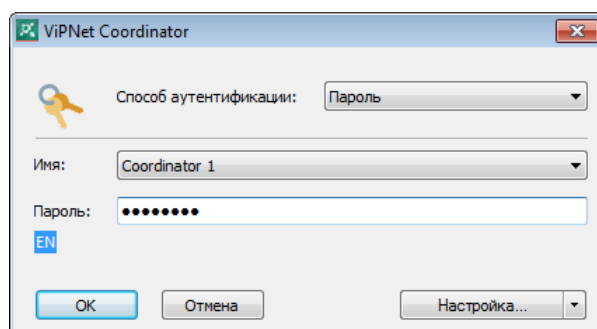 ViPNet Coordinator
Способ аутентификации: Пароль
Имя: Coordinator 1
Пароль: ••••••••
EN
OK Отмена Настройка...